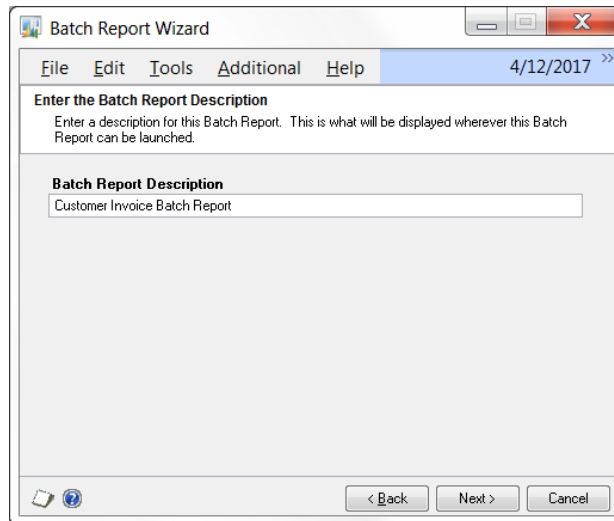 Batch Report Wizard
File Edit Tools Additional Help 4/12/2017 »
Enter the Batch Report Description
Enter a description for this Batch Report. This is what will be displayed wherever this Batch
Report can be launched.
Batch Report Description
Customer Invoice Batch Report
< Back Next > Cancel